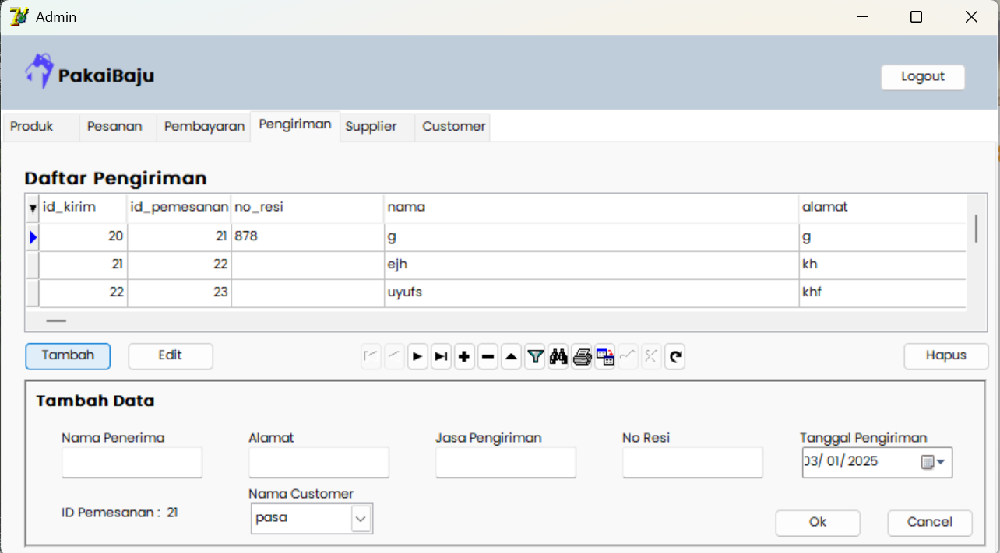 Admin
PakaiBaju
Logout
Produk Pesanan Pembayaran Pengiriman Supplier Customer
Daftar Pengiriman
id_kirim id_pemesanan no_resi nama alamat
20 21 878 g g
21 22 ejh kh
22 23 uyufs khf
Tambah Edit Hapus
Tambah Data
Nama Penerima Alamat Jasa Pengiriman No Resi Tanggal Pengiriman
03/ 01/ 2025
Nama Customer
ID Pemesanan : 21 pasa
Ok Cancel